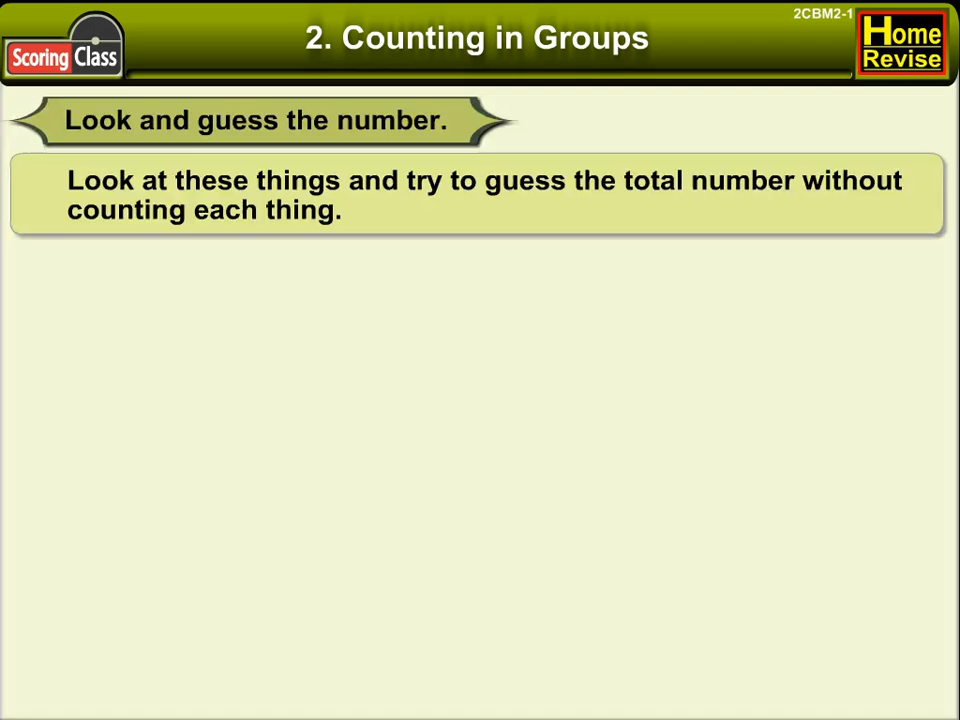 2CBM2-1
Scoring Class
2. Counting in Groups
Home
Revise
Look and guess the number.
Look at these things and try to guess the total number without
counting each thing.